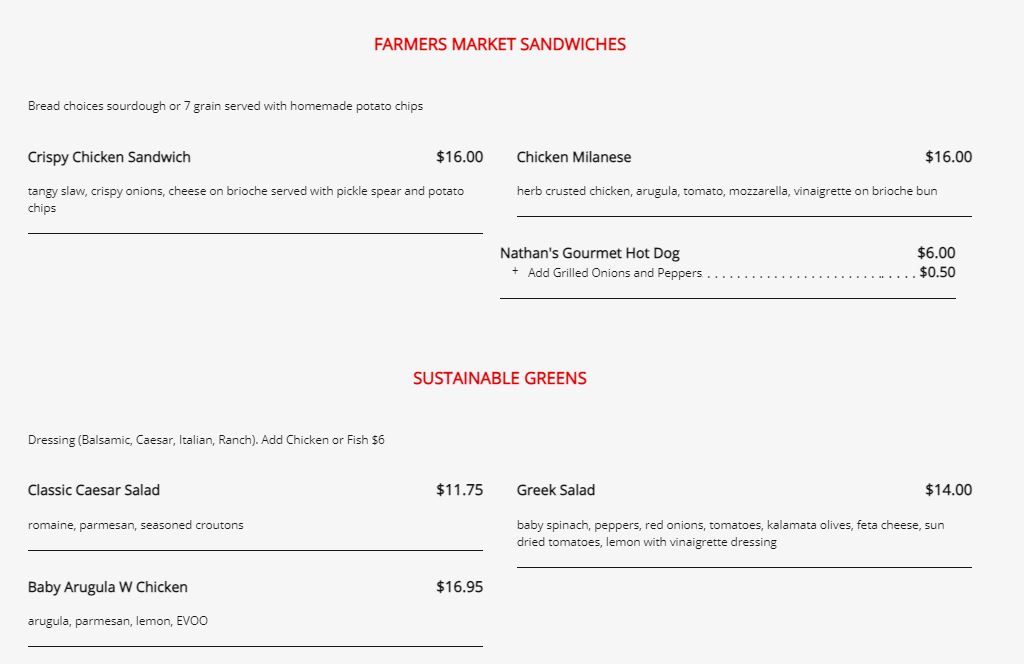 FARMERS MARKET SANDWICHES
Bread choices sourdough or 7 grain served with homemade potato chips
Crispy Chicken Sandwich $16.00
tangy slaw, crispy onions, cheese on brioche served with pickle spear and potato
chips
Chicken Milanese $16.00
herb crusted chicken, arugula, tomato, mozzarella, vinaigrette on brioche bun
Nathan's Gourmet Hot Dog $6.00
+ Add Grilled Onions and Peppers . . . . . . . . . . . . . . . . . . . . . . . . .. . . . . $0.50
SUSTAINABLE GREENS
Dressing (Balsamic, Caesar, Italian, Ranch). Add Chicken or Fish $6
Classic Caesar Salad $11.75
romaine, parmesan, seasoned croutons
Greek Salad $14.00
baby spinach, peppers, red onions, tomatoes, kalamata olives, feta cheese, sun
dried tomatoes, lemon with vinaigrette dressing
Baby Arugula W Chicken $16.95
arugula, parmesan, lemon, EVOO